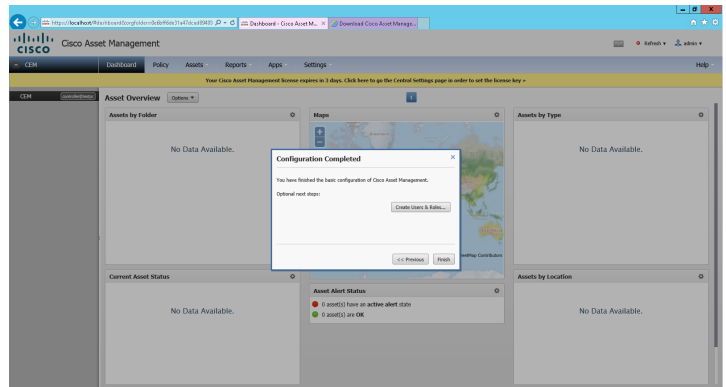 https://localhost/#dashboard:
Dashboard - Cisco Asset M...
Download Cisco Asset Manage...
CISCO
Cisco Asset Management
Refresh
admin
CEM
Dashboard Policy Assets Reports Apps Settings
Help
Your Cisco Asset Management license expires in 3 days. Click here to go the Central Settings page in order to set the license key »
CEM
Asset Overview
Options
1
Assets by Folder
Maps
Assets by Type
No Data Available.
No Data Available.
Configuration Completed
You have finished the basic configuration of Cisco Asset Management.
Optional next steps:
Create Users & Roles...
<< Previous
Finish
Contributors
Current Asset Status
Assets by Location
No Data Available.
Asset Alert Status
0 asset(s) have an active alert state
0 asset(s) are OK
No Data Available.